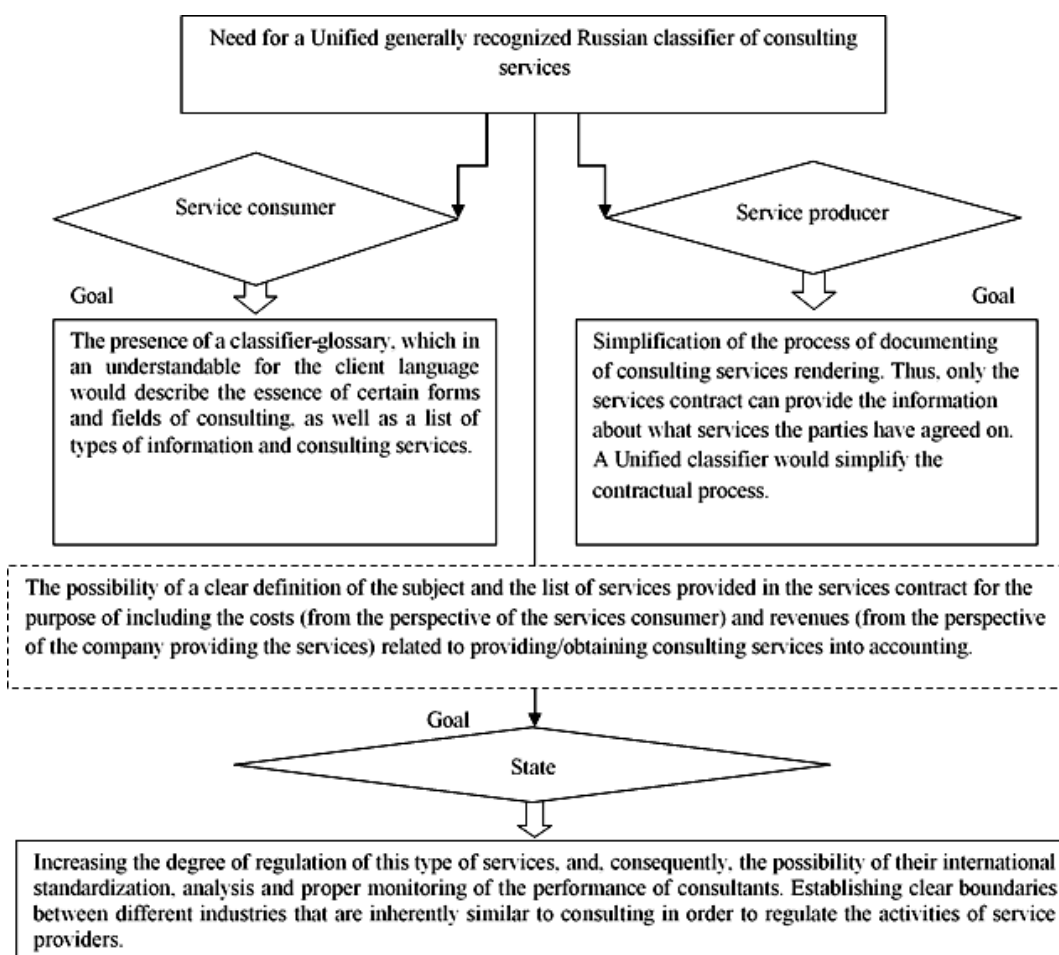 Need for a Unified generally recognized Russian classifier of consulting
services
Service consumer
Service producer
Goal
Goal
The presence of a classifier-glossary, which in
an understandable for the client language
would describe the essence of certain forms
and fields of consulting, as well as a list of
types of information and consulting services.
Simplification of the process of documenting
of consulting services rendering. Thus, only the
services contract can provide the information
about what services the parties have agreed on.
A Unified classifier would simplify the
contractual process.
The possibility of a clear definition of the subject and the list of services provided in the services contract for the
purpose of including the costs (from the perspective of the services consumer) and revenues (from the perspective
of the company providing the services) related to providing/obtaining consulting services into accounting.
Goal
State
Increasing the degree of regulation of this type of services, and, consequently, the possibility of their international
standardization, analysis and proper monitoring of the performance of consultants. Establishing clear boundaries
between different industries that are inherently similar to consulting in order to regulate the activities of service
providers.